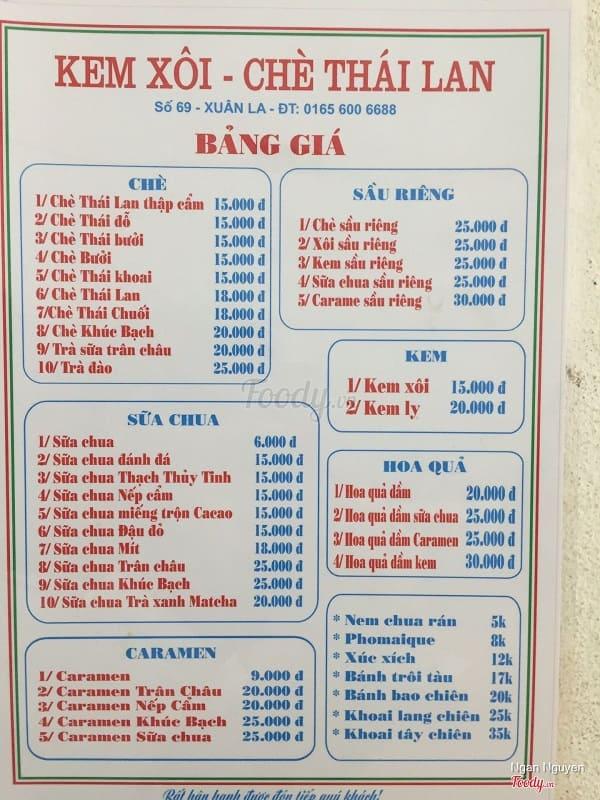 KEM XÔI - CHÈ THÁI LAN
Số 69 - XUÂN LA - ĐT: 0165 600 6688
BẢNG GIÁ
CHÈ
1/ Chè Thái Lan thập cẩm 15.000 đ
2/ Chè Thái đỗ 15.000 đ
3/ Chè Thái bưởi 15.000 đ
4/ Chè Bưởi 15.000 đ
5/ Chè Thái khoai 15.000 đ
6/ Chè Thái Lan 18.000 đ
7/Chè Thái Chuối 18.000 đ
8/ Chè Khúc Bạch 20.000 đ
9/ Trà sữa trân châu 20.000 đ
10/ Trà đào 25.000 đ
SẦU RIÊNG
1/ Chè sầu riêng 25.000 đ
2/ Xôi sầu riêng 25.000 đ
3/ Kem sầu riêng 25.000 đ
4/ Sữa chua sầu riêng 25.000 đ
5/ Carame sầu riêng 30.000 đ
KEM
1/ Kem xôi 15.000 đ
2/ Kem ly 20.000 đ
Foody.vn
SỮA CHUA
1/ Sữa chua 6.000 đ
2/ Sữa chua đánh đá 15.000 đ
3/ Sữa chua Thạch Thủy Tinh 15.000 đ
4/ Sữa chua Nếp cẩm 15.000 đ
5/ Sữa chua miếng trộn Cacao 15.000 đ
6/ Sữa chua Đậu đỏ 15.000 đ
7/ Sữa chua Mít 18.000 đ
8/ Sữa chua Trân châu 25.000 đ
9/ Sữa chua Khúc Bạch 25.000 đ
10/ Sữa chua Trà xanh Matcha 20.000 đ
HOA QUẢ
1/Hoa quả dầm 20.000 đ
2/Hoa quả dầm sữa chua 25.000 đ
3/Hoa quả dầm Caramen 25.000 đ
4/Hoa quả dầm kem 30.000 đ
CARAMEN
1/ Caramen 9.000 đ
2/ Caramen Trân Châu 20.000 đ
3/ Caramen Nếp Cẩm 20.000 đ
4/ Caramen Khúc Bạch 25.000 đ
5/ Caramen Sữa chua 25.000 đ
* Nem chua rán 5k
* Phomaique 8k
* Xúc xích 12k
* Bánh trôi tàu 17k
* Bánh bao chiên 20k
* Khoai lang chiên 25k
* Khoai tây chiên 35k
Rất hân hạnh được đón tiếp quý khách!
Ngan Nguyen
Foody.vn